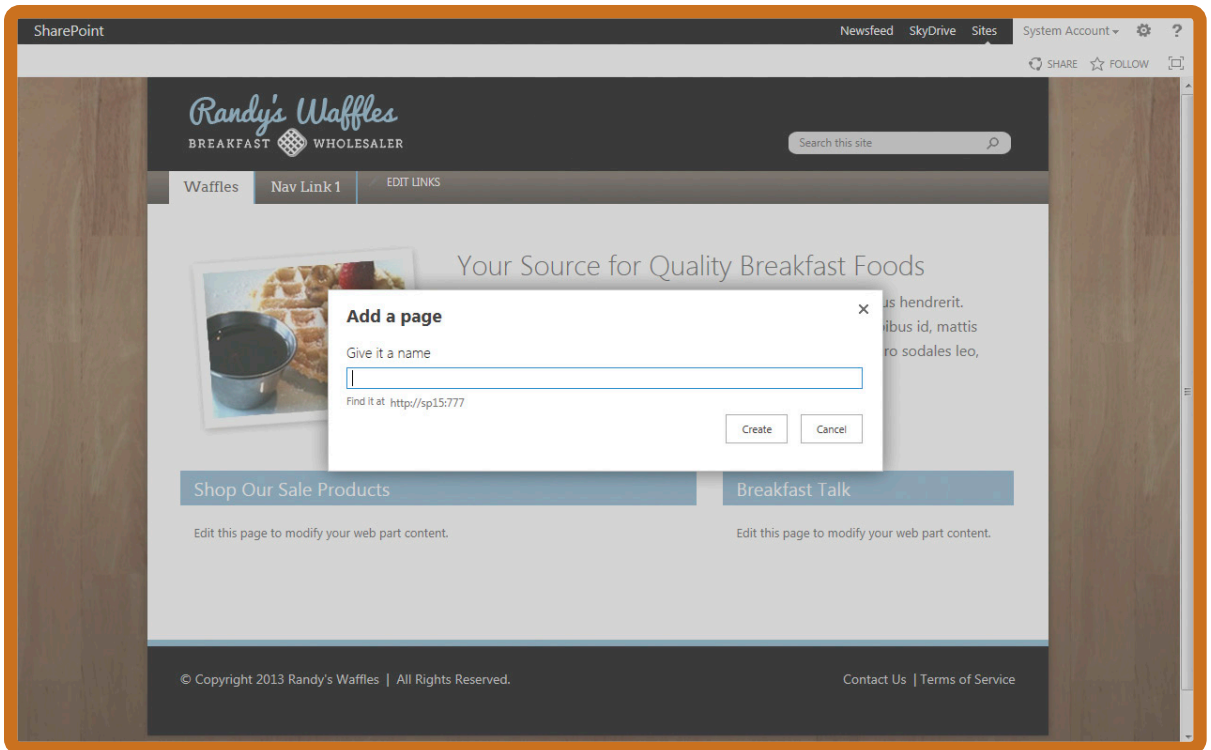 SharePoint
Newsfeed SkyDrive Sites System Account ?
SHARE FOLLOW
Randy's Waffles
BREAKFAST WHOLESALER
Search this site
Waffles Nav Link 1 EDIT LINKS
Your Source for Quality Breakfast Foods
us hendrerit.
ibus id, mattis
ro sodales leo,
Add a page
Give it a name
Find it at http://sp15:777
Create Cancel
Shop Our Sale Products
Breakfast Talk
Edit this page to modify your web part content.
Edit this page to modify your web part content.
© Copyright 2013 Randy's Waffles | All Rights Reserved.
Contact Us | Terms of Service